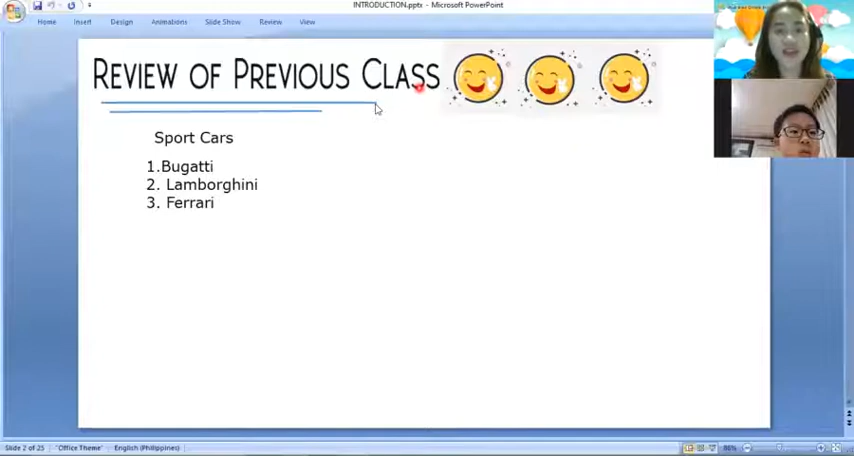 INTRODUCTION.pptx - Microsoft PowerPoint
Home Insert Design Animations Slide Show Review View
REVIEW OF PREVIOUS CLASS
Sport Cars
1.Bugatti
2. Lamborghini
3. Ferrari
Slide 2 of 25 "Office Theme" English (Philippines) 86%